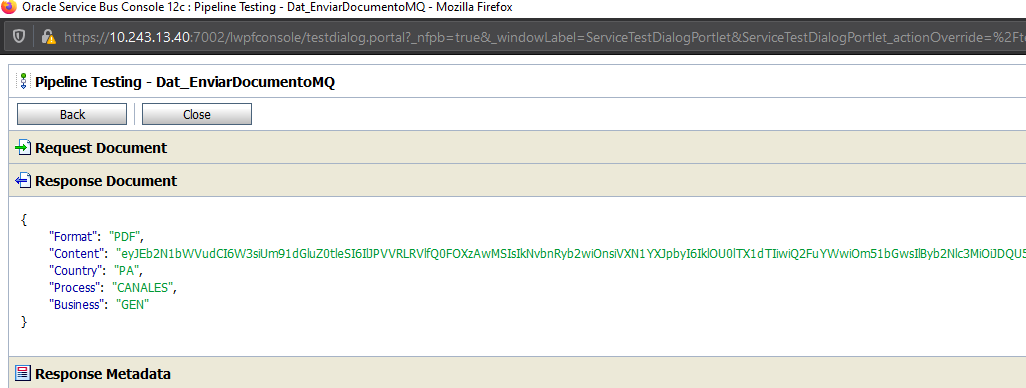 Oracle Service Bus Console 12c : Pipeline Testing - Dat_EnviarDocumentoMQ - Mozilla Firefox
https://10.243.13.40:7002/lwpfconsole/testdialog.portal?_nfpb=true&_windowLabel=ServiceTestDialogPortlet&ServiceTestDialogPortlet_actionOverride=%2Ft
Pipeline Testing - Dat_EnviarDocumentoMQ
Back Close
Request Document
Response Document
{
"Format": "PDF",
"Content": "eyJEb2N1bWVudCI6W3siUm91dGluZ0tleSI6IlJPVVRLRVlfQ0FOXzAwMSIsIkNvbnRyb2wiOnsiVXN1YXJpbyI6IklOU0lTX1dTIiwiQ2FuYWwiOm51bGwsIlByb2Nlc3MiOiJDQU5
"Country": "PA",
"Process": "CANALES",
"Business": "GEN"
}
Response Metadata